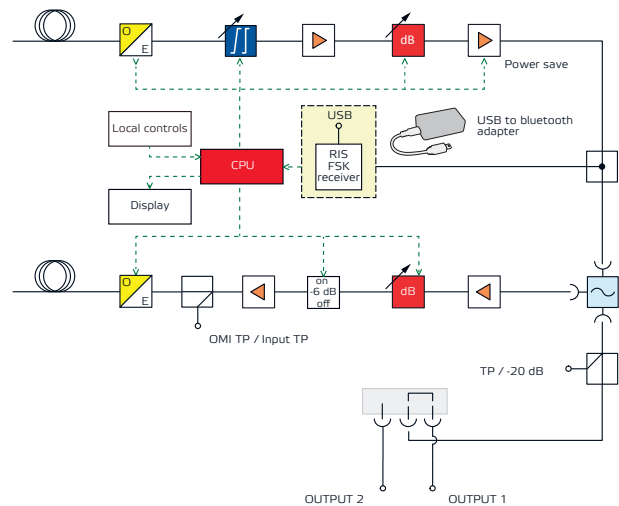 O
E
dB
Power save
Local controls
USB
USB to bluetooth
adapter
RIS
FSK
receiver
CPU
Display
O
E
on
-6 dB
off
dB
OMI TP / Input TP
TP / -20 dB
OUTPUT 2
OUTPUT 1